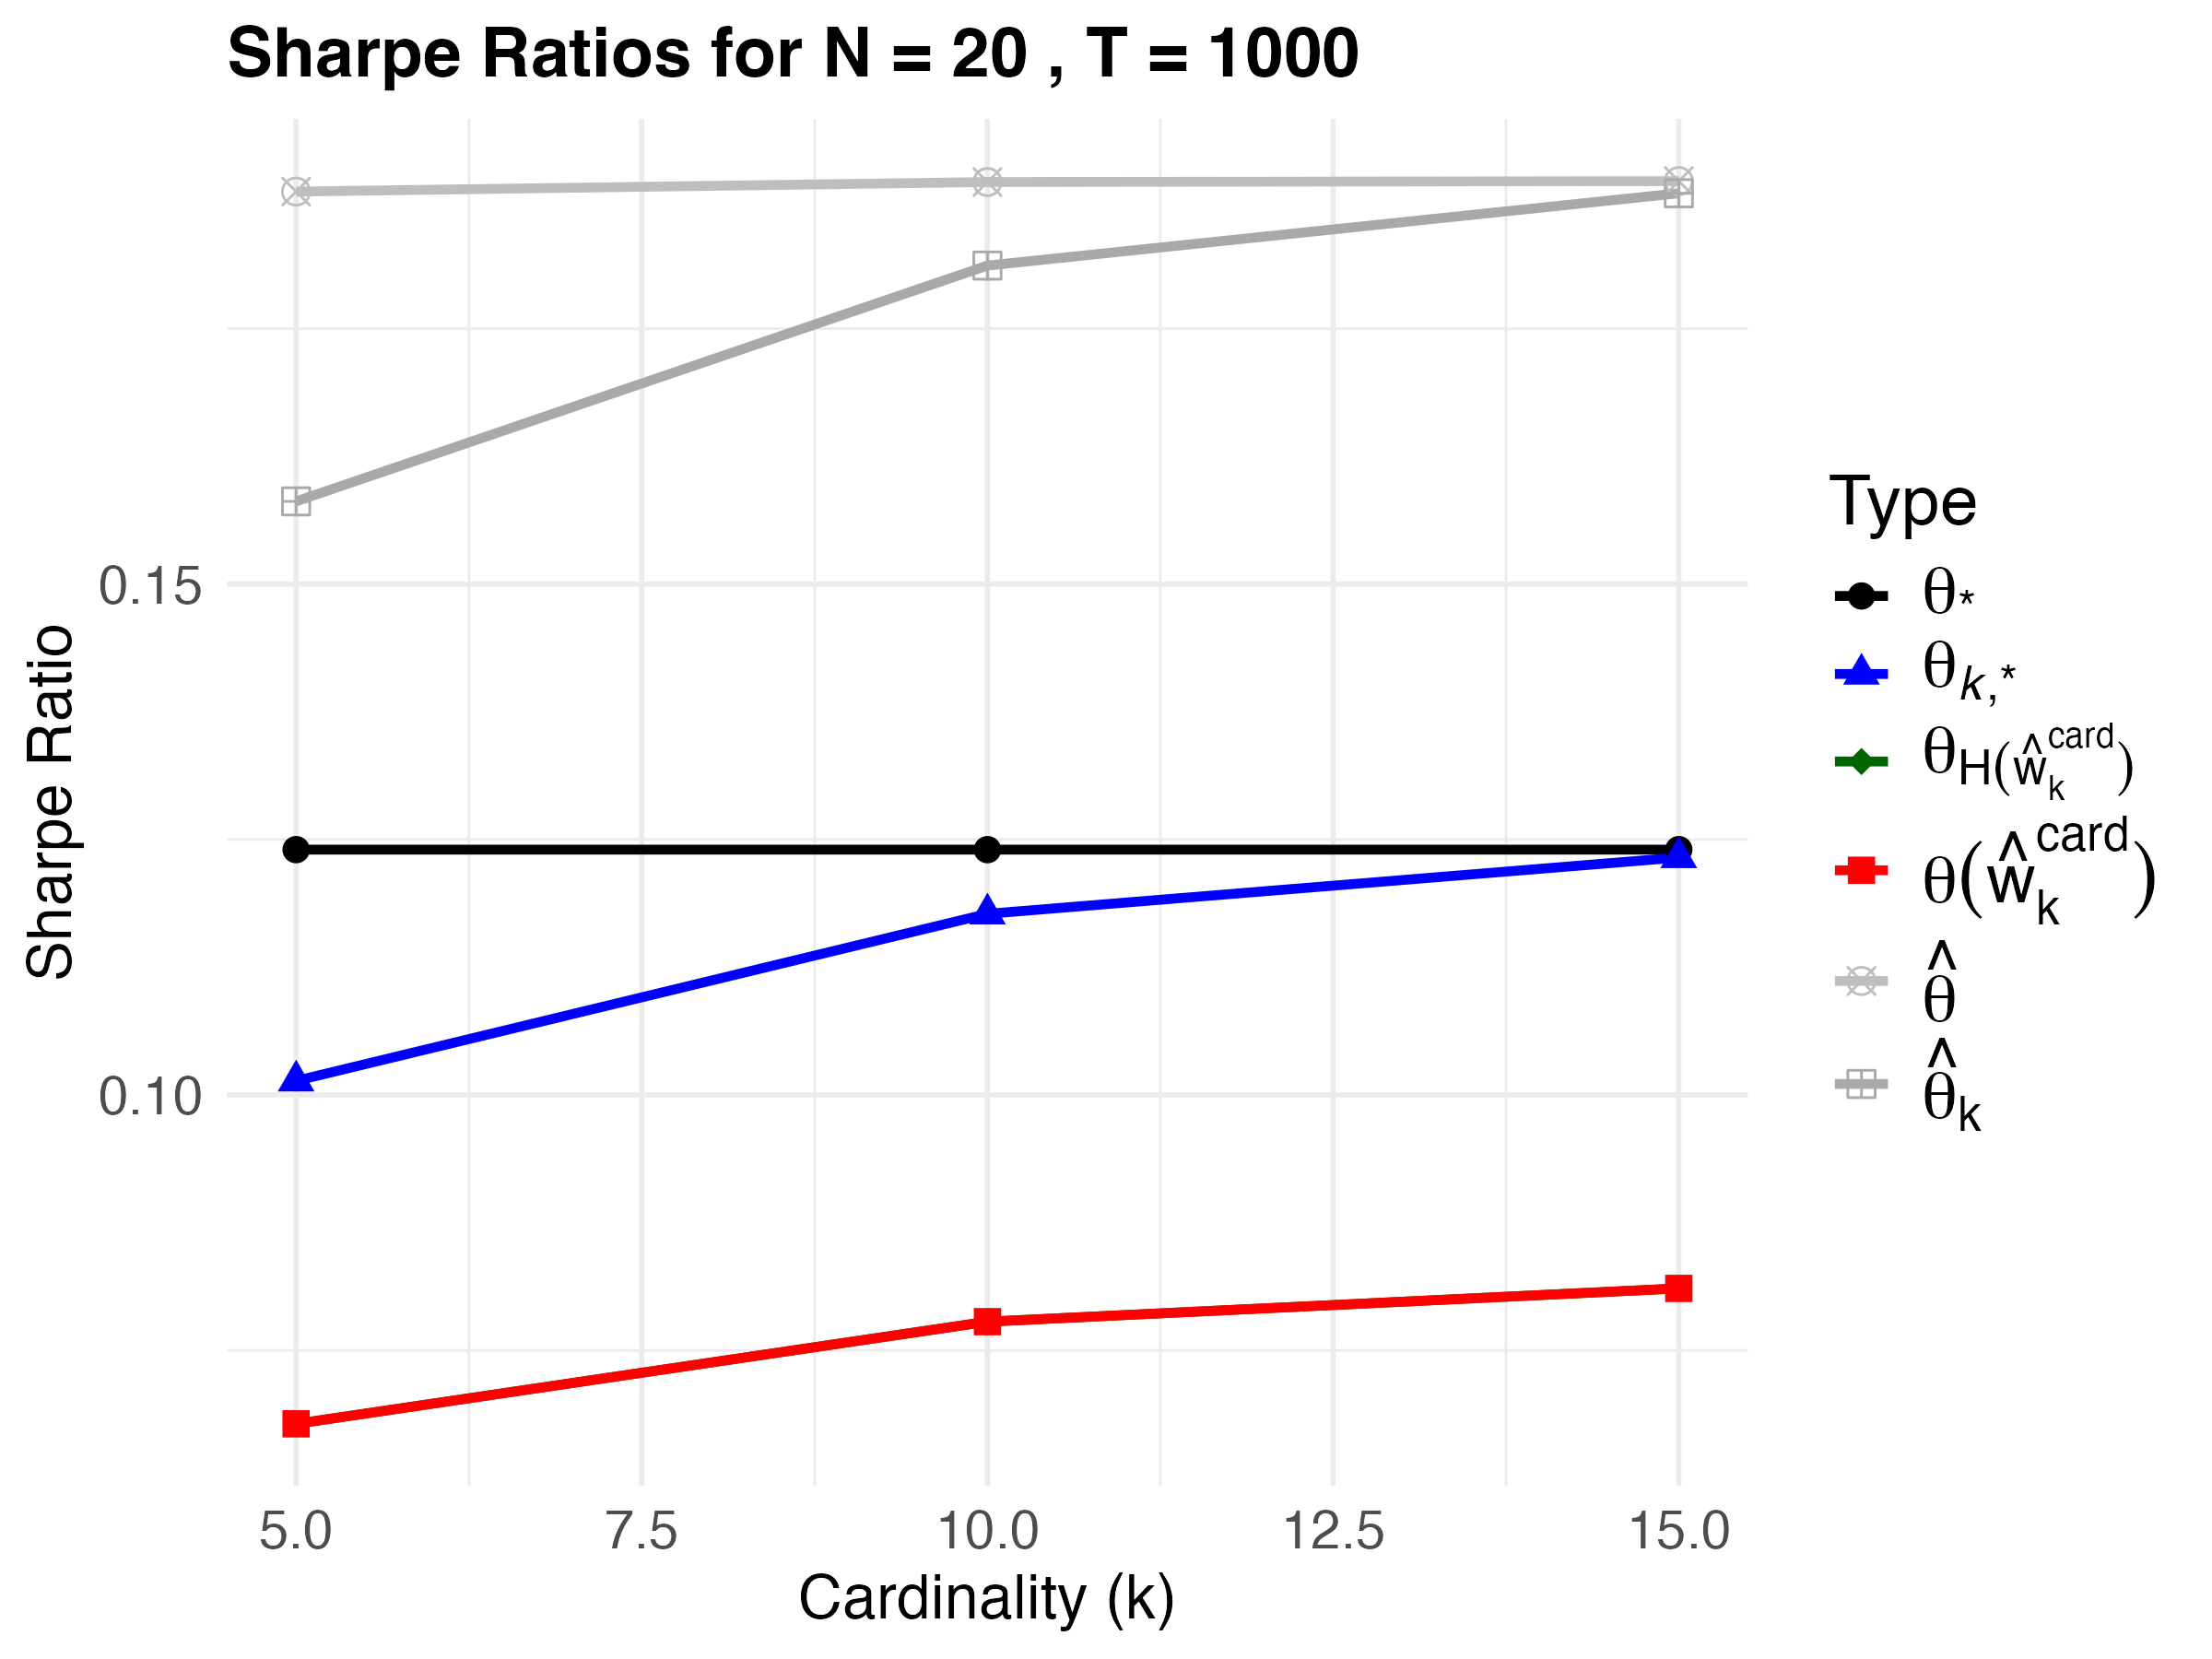 Sharpe Ratios for N = 20 , T = 1000
Sharpe Ratio
0.15
0.10
5.0 7.5 10.0 12.5 15.0
Cardinality (k)
Type
θ*
θk,*
θH(ŵkcard)
θ(ŵkcard)
θ̂
θ̂k